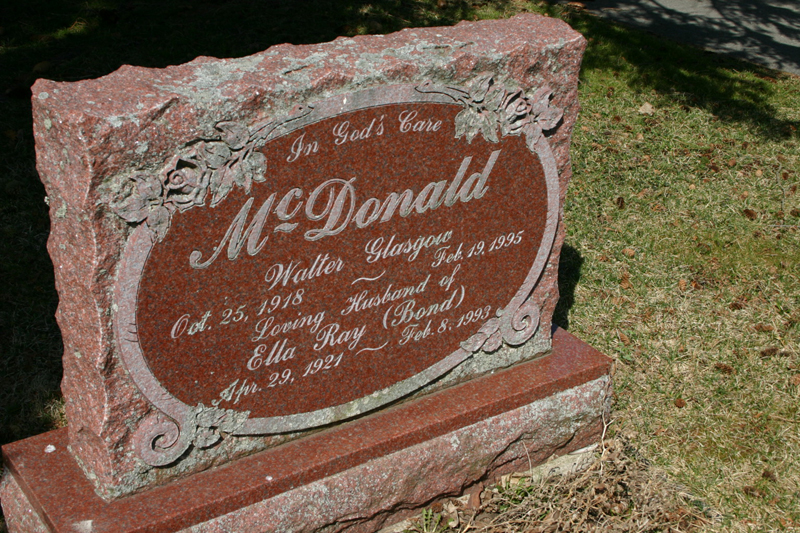 In God's Care
McDonald
Walter Glasgow
Oct. 25, 1918 ~ Feb. 19, 1995
Loving Husband of
Ella Ray (Bond)
Apr. 29, 1921 ~ Feb. 8, 1993